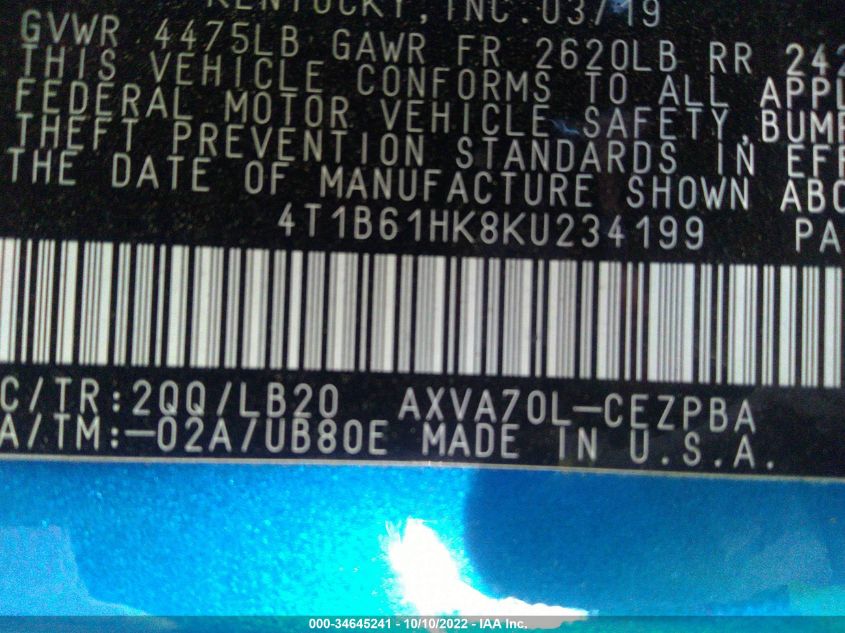 KENTUCKY, INC. 03/19
GVWR 4475LB GAWR FR 2620LB RR 242
THIS VEHICLE CONFORMS TO ALL APPL
FEDERAL MOTOR VEHICLE SAFETY, BUMP
THEFT PREVENTION STANDARDS IN EFF
THE DATE OF MANUFACTURE SHOWN ABO
4T1B61HK8KU234199 PA
C/TR:2QQ/LB20 AXVA70L-CEZPBA
A/TM:-02A/UB80E MADE IN U.S.A.
000-34645241 - 10/10/2022 - IAA Inc.